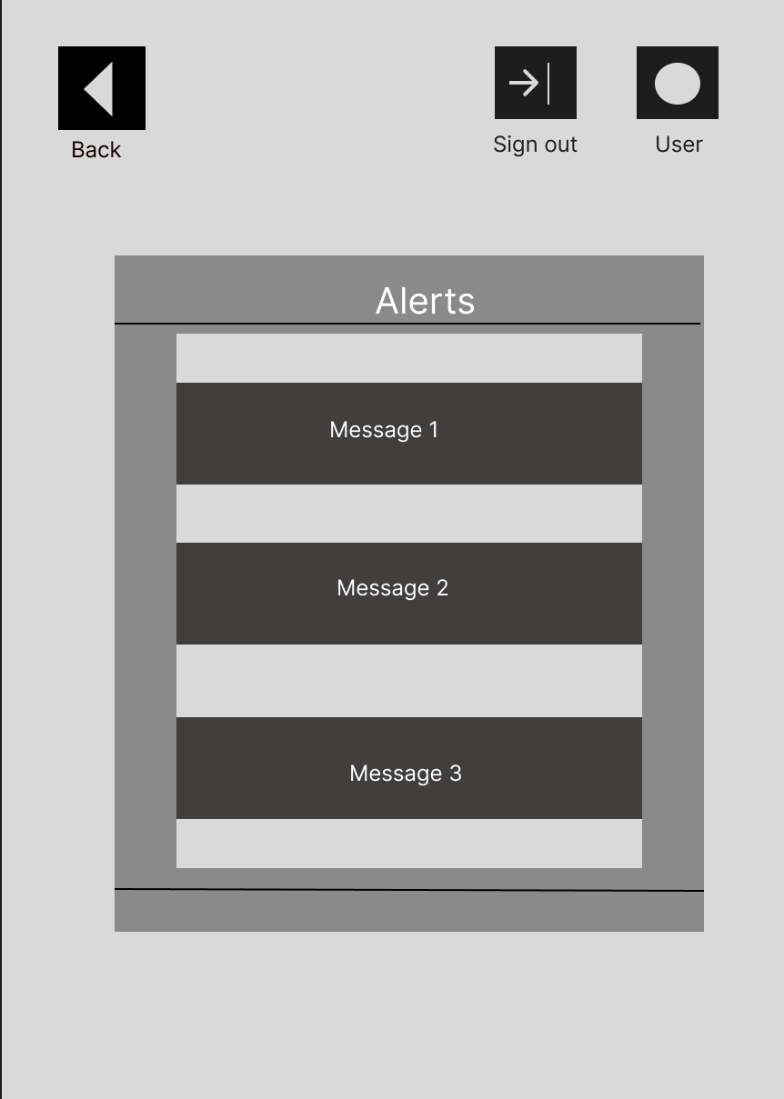 Back
Sign out
User
Alerts
Message 1
Message 2
Message 3